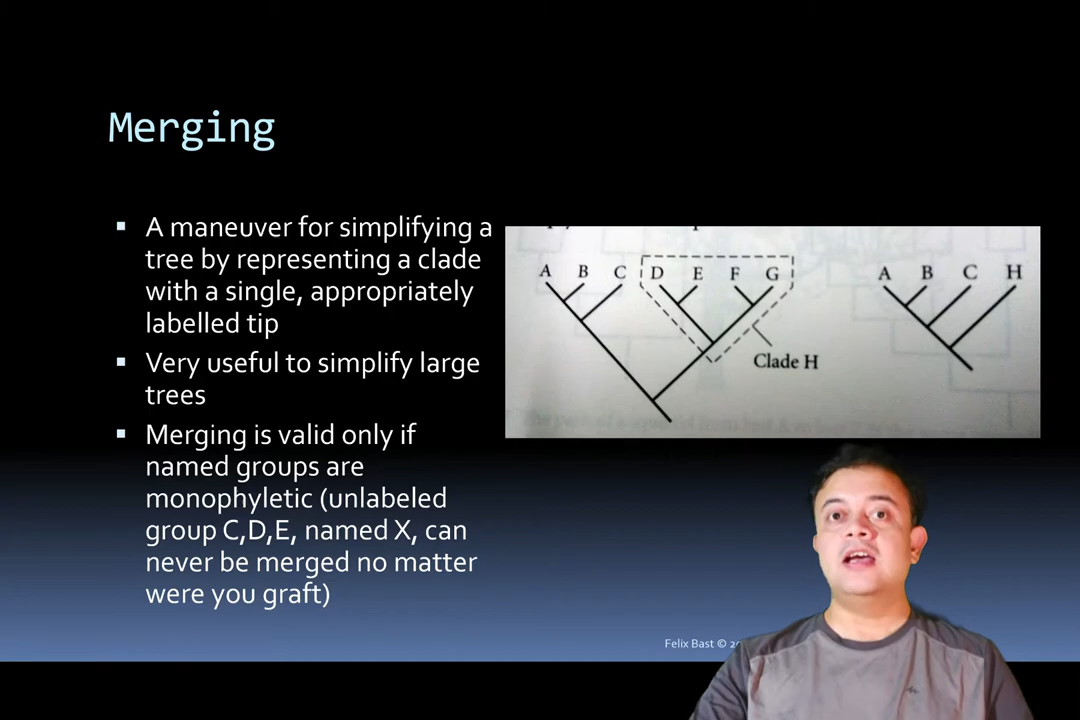 Merging
▪ A maneuver for simplifying a
tree by representing a clade
with a single, appropriately
labelled tip
▪ Very useful to simplify large
trees
▪ Merging is valid only if
named groups are
monophyletic (unlabeled
group C,D,E, named X, can
never be merged no matter
were you graft)
A B C D E F G
Clade H
A B C H
Felix Bast ©